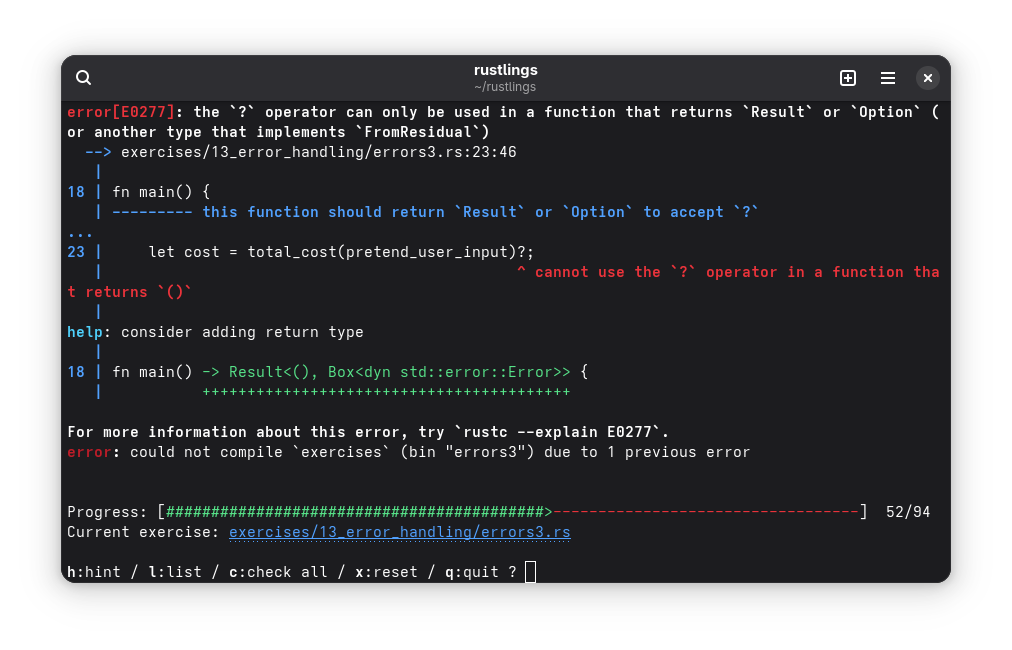 rustlings
~/rustlings
error[E0277]: the `?` operator can only be used in a function that returns `Result` or `Option` (
or another type that implements `FromResidual`)
  --> exercises/13_error_handling/errors3.rs:23:46
   |
18 | fn main() {
   | --------- this function should return `Result` or `Option` to accept `?`
...
23 |     let cost = total_cost(pretend_user_input)?;
   |                                              ^ cannot use the `?` operator in a function tha
t returns `()`
   |
help: consider adding return type
   |
18 | fn main() -> Result<(), Box<dyn std::error::Error>> {
   |           +++++++++++++++++++++++++++++++++++++++++

For more information about this error, try `rustc --explain E0277`.
error: could not compile `exercises` (bin "errors3") due to 1 previous error

Progress: [##########################################>----------------------------------]  52/94
Current exercise: exercises/13_error_handling/errors3.rs

h:hint / l:list / c:check all / x:reset / q:quit ?